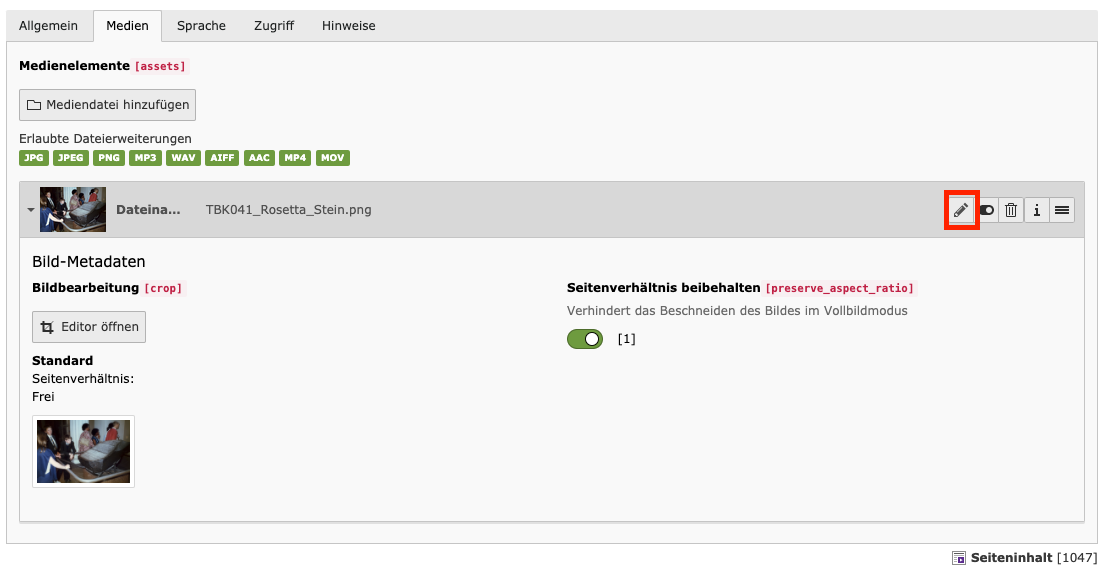 Allgemein Medien Sprache Zugriff Hinweise
Medienelemente [assets]
Mediendatei hinzufügen
Erlaubte Dateierweiterungen
JPG JPEG PNG MP3 WAV AIFF AAC MP4 MOV
Dateina... TBK041_Rosetta_Stein.png
Bild-Metadaten
Bildbearbeitung [crop]
Editor öffnen
Standard
Seitenverhältnis:
Frei
Seitenverhältnis beibehalten [preserve_aspect_ratio]
Verhindert das Beschneiden des Bildes im Vollbildmodus
[1]
Seiteninhalt [1047]